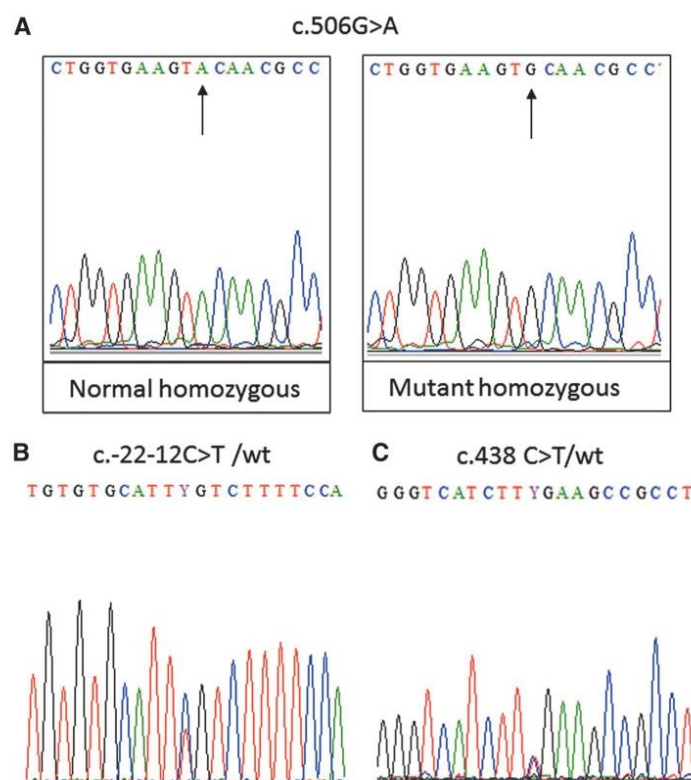 A
c.506G>A
CTGGTGAAGTACAACGCC
CTGGTGAAGTGCAACGCC
Normal homozygous
Mutant homozygous
B
c.-22-12C>T /wt
TGTGTGCATTYGTCTTTTCCA
C
c.438 C>T/wt
GGGTCATCTTYGAAGCCGCCT